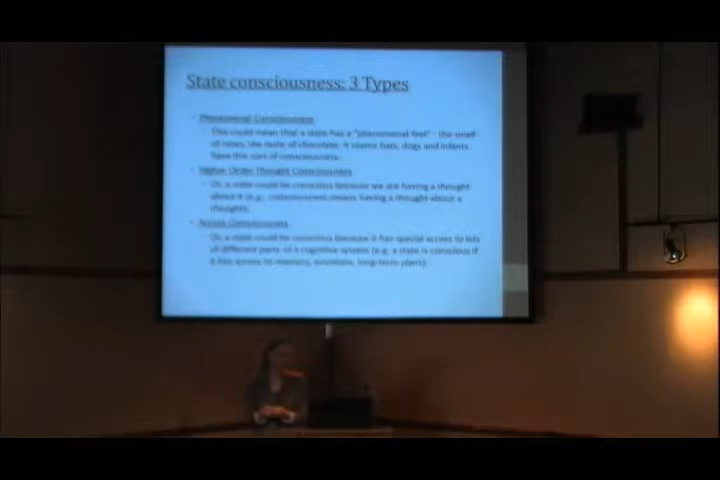 State consciousness: 3 Types
Phenomenal Consciousness
This could mean that a state has a "phenomenal feel" - the smell
of roses, the taste of chocolate. It seems bats, dogs and infants
have this sort of consciousness.
Higher Order Thought Consciousness
Or, a state could be conscious because we are having a thought
about it (e.g., consciousness means having a thought about a
thought).
Access Consciousness
Or, a state could be conscious because it has special access to lots
of different parts of a cognitive system (e.g. a state is conscious if
it has access to memory, emotions, long-term plans).